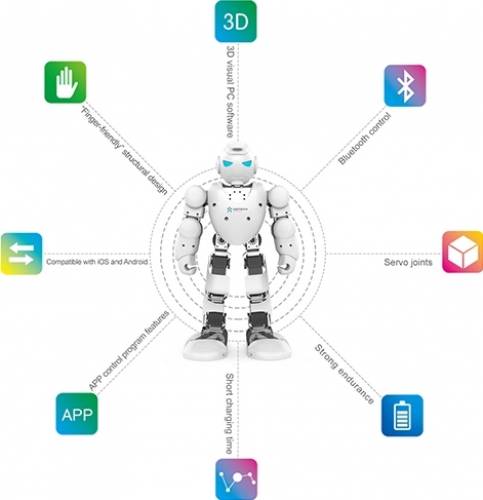 3D
3D visual PC software
"Finger-friendly" structural design
Bluetooth control
Compatible with iOS and Android
Servo joints
APP control program features
Strong endurance
APP
Short charging time